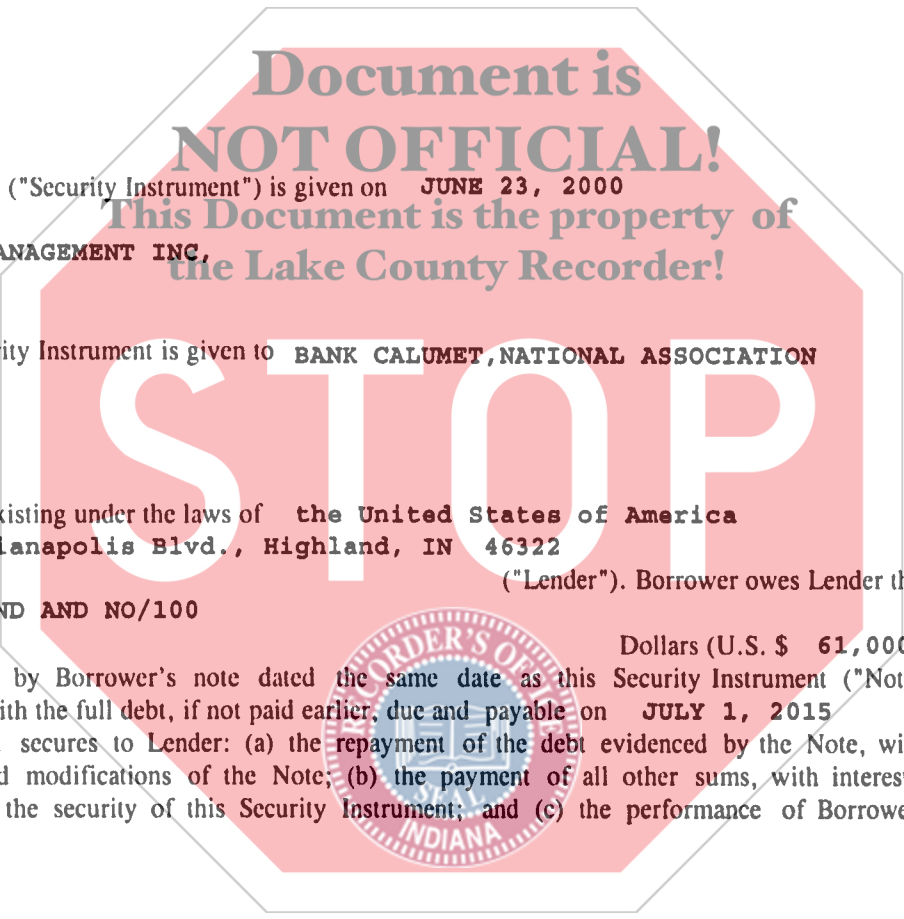 Document is
NOT OFFICIAL!
("Security Instrument") is given on JUNE 23, 2000
This Document is the property of
ANAGEMENT INC,
the Lake County Recorder!
rity Instrument is given to BANK CALUMET,NATIONAL ASSOCIATION
STOP
xisting under the laws of the United States of America
ianapolis Blvd., Highland, IN 46322
("Lender"). Borrower owes Lender th
ND AND NO/100
Dollars (U.S. $ 61,000
by Borrower's note dated the same date as this Security Instrument ("Not
ith the full debt, if not paid earlier, due and payable on JULY 1, 2015
secures to Lender: (a) the repayment of the debt evidenced by the Note, wi
d modifications of the Note; (b) the payment of all other sums, with interes
the security of this Security Instrument; and (c) the performance of Borrowe
RECORDER'S OFFICE
SEAL
INDIANA